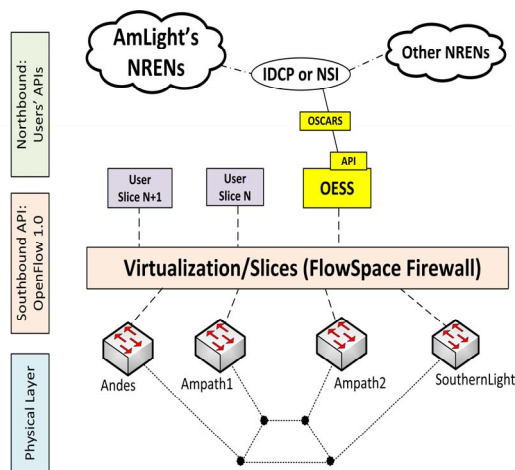 Northbound:
Users' APIs
AmLight's
NRENs
IDCP or NSI
Other NRENs
OSCARS
API
OESS
User
Slice N+1
User
Slice N
Southbound API:
OpenFlow 1.0
Virtualization/Slices (FlowSpace Firewall)
Physical Layer
Andes
Ampath1
Ampath2
SouthernLight